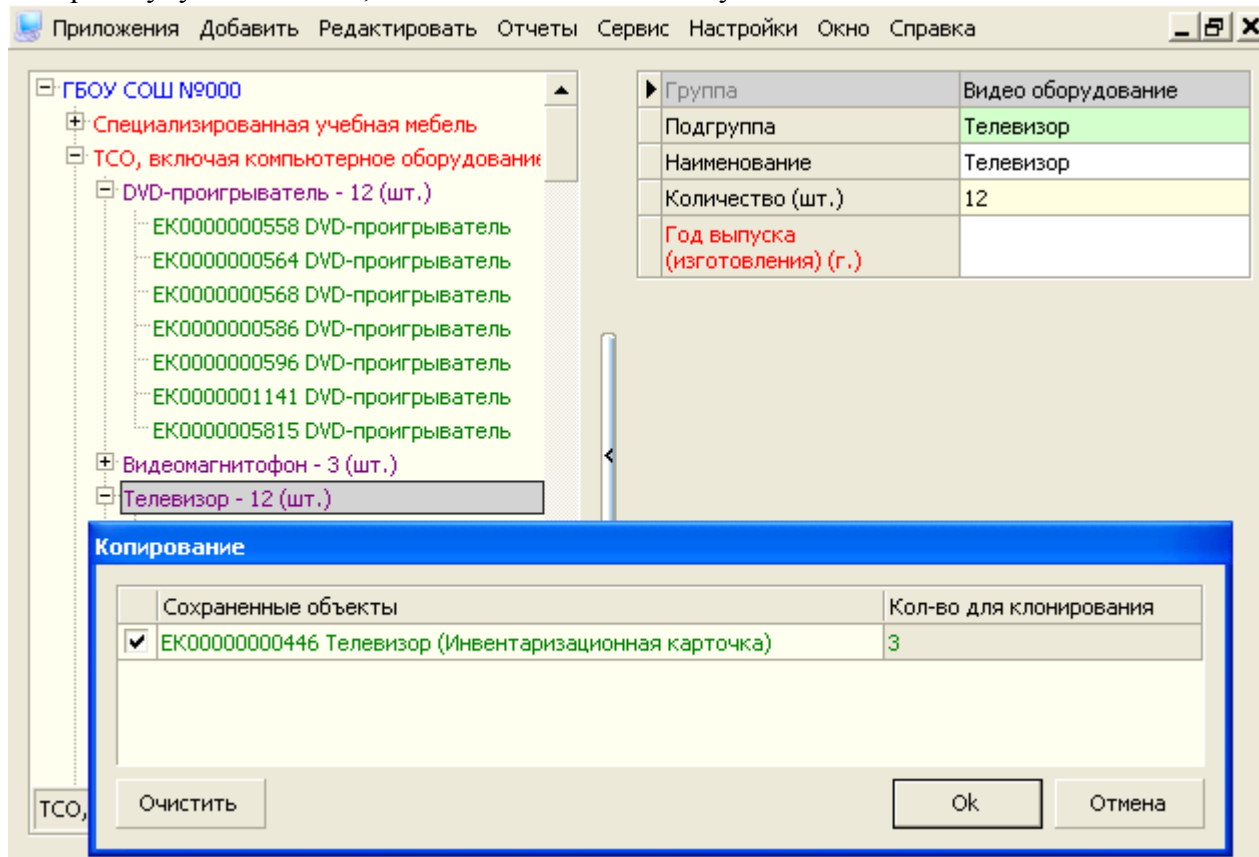 Приложения Добавить Редактировать Отчеты Сервис Настройки Окно Справка
ГБОУ СОШ №000
Специализированная учебная мебель
ТСО, включая компьютерное оборудование
DVD-проигрыватель - 12 (шт.)
ЕК0000000558 DVD-проигрыватель
ЕК0000000564 DVD-проигрыватель
ЕК0000000568 DVD-проигрыватель
ЕК0000000586 DVD-проигрыватель
ЕК0000000596 DVD-проигрыватель
ЕК0000001141 DVD-проигрыватель
ЕК0000005815 DVD-проигрыватель
Видеомагнитофон - 3 (шт.)
Телевизор - 12 (шт.)
Группа Видео оборудование
Подгруппа Телевизор
Наименование Телевизор
Количество (шт.) 12
Год выпуска
(изготовления) (г.)
Копирование
Сохраненные объекты Кол-во для клонирования
ЕК00000000446 Телевизор (Инвентаризационная карточка) 3
Очистить Ok Отмена
ТСО,